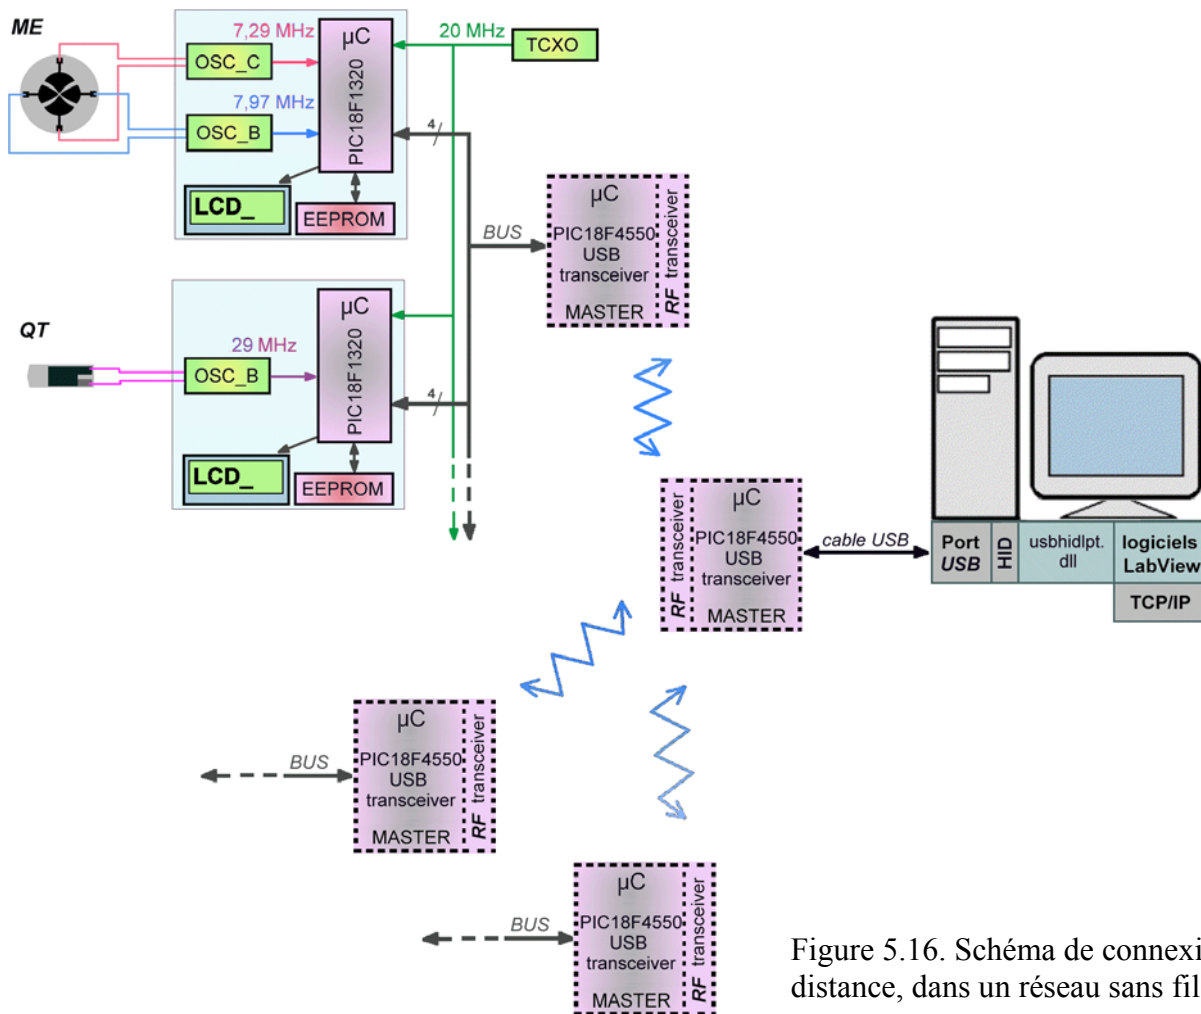 ME
7,29 MHz
OSC_C
7,97 MHz
OSC_B
µC
PIC18F1320
20 MHz
TCXO
4
LCD_
EEPROM
BUS
µC
PIC18F4550
USB
transceiver
MASTER
RF transceiver
QT
29 MHz
OSC_B
µC
PIC18F1320
4
LCD_
EEPROM
RF transceiver
µC
PIC18F4550
USB
transceiver
MASTER
cable USB
Port
USB
HID
usbhidlpt.
dll
logiciels
LabView
TCP/IP
BUS
µC
PIC18F4550
USB
transceiver
MASTER
RF transceiver
BUS
µC
PIC18F4550
USB
transceiver
MASTER
RF transceiver
Figure 5.16. Schéma de connexi
distance, dans un réseau sans fil